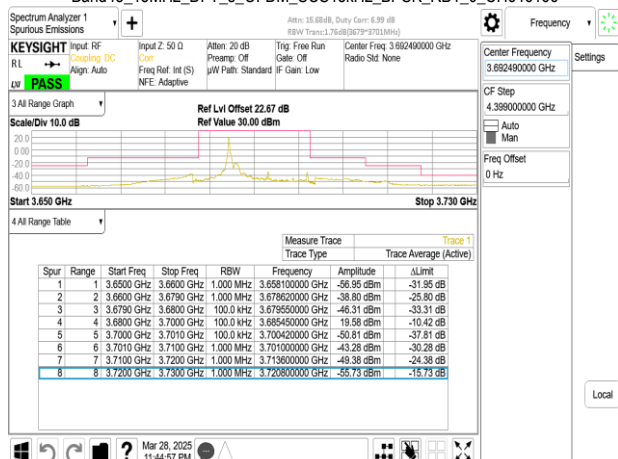 Spectrum Analyzer 1
Spurious Emissions
Attn: 15.68dB, Duty Corr: 6.99 dB
RBW Trans:1.76dB(3679~3701MHz)
Frequency
KEYSIGHT
Input: RF
Coupling: DC
Align: Auto
Input Z: 50 Ω
Corr
Freq Ref: Int (S)
NFE: Adaptive
Atten: 20 dB
Preamp: Off
µW Path: Standard
Trig: Free Run
Gate: Off
IF Gain: Low
Center Freq: 3.692490000 GHz
Radio Std: None
RL
LXI
PASS
Center Frequency
3.692490000 GHz
Settings
CF Step
4.399000000 GHz
Auto
Man
Freq Offset
0 Hz
3 All Range Graph
Scale/Div 10.0 dB
Ref Lvl Offset 22.67 dB
Ref Value 30.00 dBm
20.0
0.00
-20.0
-40.0
-60.0
Start 3.650 GHz
Stop 3.730 GHz
4 All Range Table
Measure Trace Trace 1
Trace Type Trace Average (Active)
Spur Range Start Freq Stop Freq RBW Frequency Amplitude ΔLimit
1 1 3.6500 GHz 3.6600 GHz 1.000 MHz 3.658100000 GHz -56.95 dBm -31.95 dB
2 2 3.6600 GHz 3.6790 GHz 1.000 MHz 3.678620000 GHz -38.80 dBm -25.80 dB
3 3 3.6790 GHz 3.6800 GHz 100.0 kHz 3.679550000 GHz -46.31 dBm -33.31 dB
4 4 3.6800 GHz 3.7000 GHz 100.0 kHz 3.685450000 GHz 19.58 dBm -10.42 dB
5 5 3.7000 GHz 3.7010 GHz 100.0 kHz 3.700420000 GHz -50.81 dBm -37.81 dB
6 6 3.7010 GHz 3.7100 GHz 1.000 MHz 3.701000000 GHz -43.28 dBm -30.28 dB
7 7 3.7100 GHz 3.7200 GHz 1.000 MHz 3.713600000 GHz -49.38 dBm -24.38 dB
8 8 3.7200 GHz 3.7300 GHz 1.000 MHz 3.720800000 GHz -55.73 dBm -15.73 dB
Local
?
Mar 28, 2025
11:44:57 PM